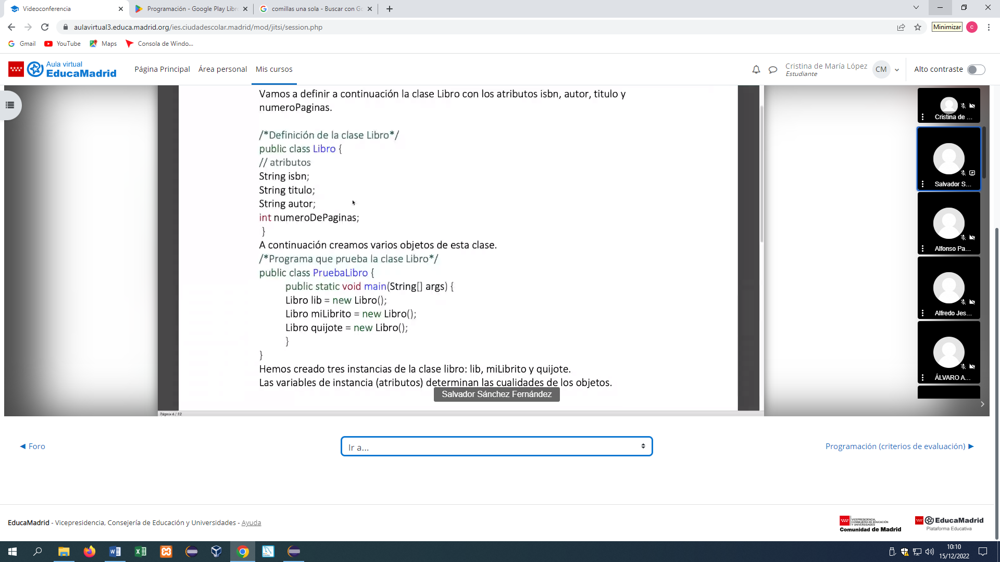 Videoconferencia
Programación - Google Play Libro
comillas una sola - Buscar con Go
aulavirtual3.educa.madrid.org/ies.ciudadescolar.madrid/mod/jitsi/session.php
Minimizar
c
Gmail
YouTube
Maps
Consola de Windo...
Aula virtual
EducaMadrid
Página Principal
Área personal
Mis cursos
Cristina de María López
Estudiante
CM
Alto contraste
Vamos a definir a continuación la clase Libro con los atributos isbn, autor, titulo y
numeroPaginas.
/*Definición de la clase Libro*/
public class Libro {
// atributos
String isbn;
String titulo;
String autor;
int numeroDePaginas;
}
A continuación creamos varios objetos de esta clase.
/*Programa que prueba la clase Libro*/
public class PruebaLibro {
public static void main(String[] args) {
Libro lib = new Libro();
Libro miLibrito = new Libro();
Libro quijote = new Libro();
}
}
Hemos creado tres instancias de la clase libro: lib, miLibrito y quijote.
Las variables de instancia (atributos) determinan las cualidades de los objetos.
Salvador Sánchez Fernández
Página 4 / 32
Cristina de ...
Salvador S...
Alfonso Pa...
Alfredo Jes...
ÁLVARO A...
◀ Foro
Ir a...
Programación (criterios de evaluación) ▶
EducaMadrid - Vicepresidencia, Consejería de Educación y Universidades - Ayuda
VICEPRESIDENCIA,
CONSEJERÍA DE EDUCACIÓN
Y UNIVERSIDADES
Comunidad de Madrid
EducaMadrid
Plataforma Educativa
10:10
15/12/2022